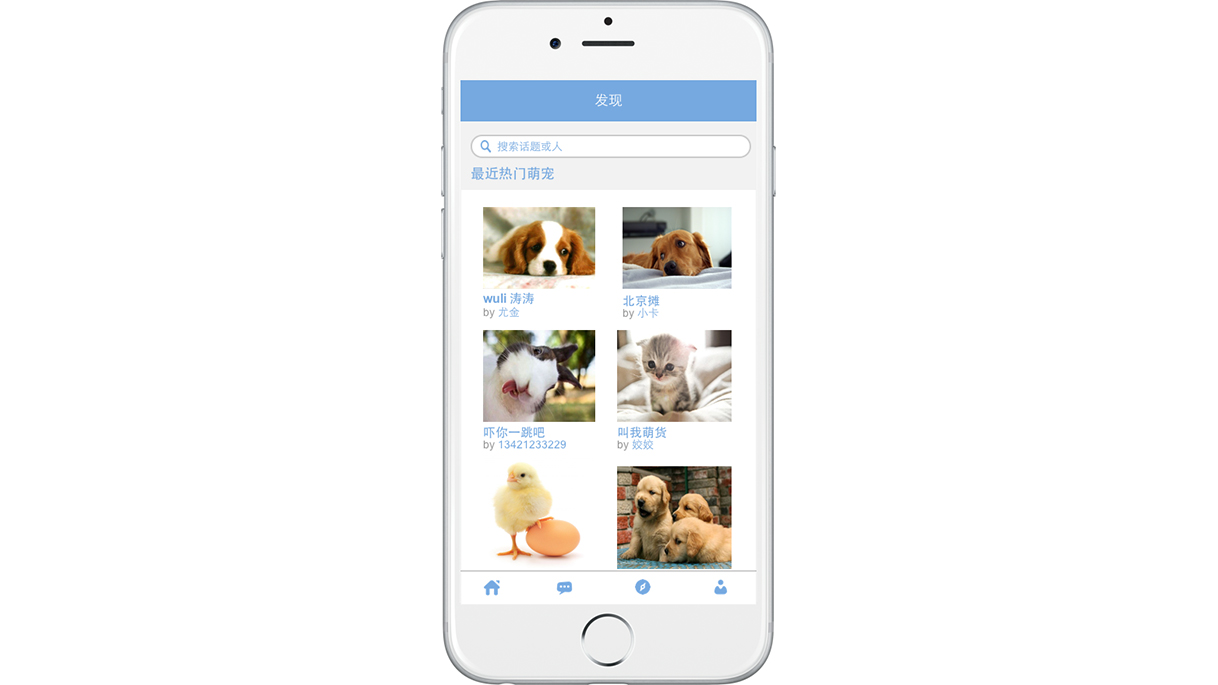 发现
搜索话题或人
最近热门萌宠
wuli 涛涛
by 尤金
北京摊
by 小卡
吓你一跳吧
by 13421233229
叫我萌货
by 姣姣